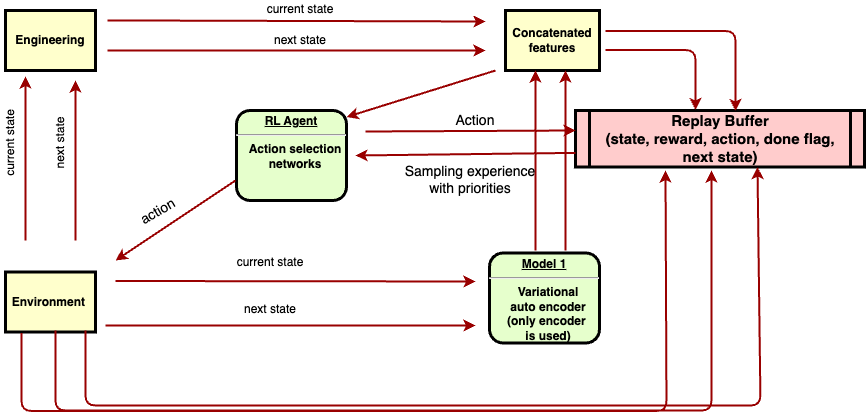 current state
Engineering
next state
Concatenated
features
current state
next state
RL Agent
Action selection
networks
Action
Replay Buffer
(state, reward, action, done flag,
next state)
Sampling experience
with priorities
action
current state
Environment
next state
Model 1
Variational
auto encoder
(only encoder
is used)